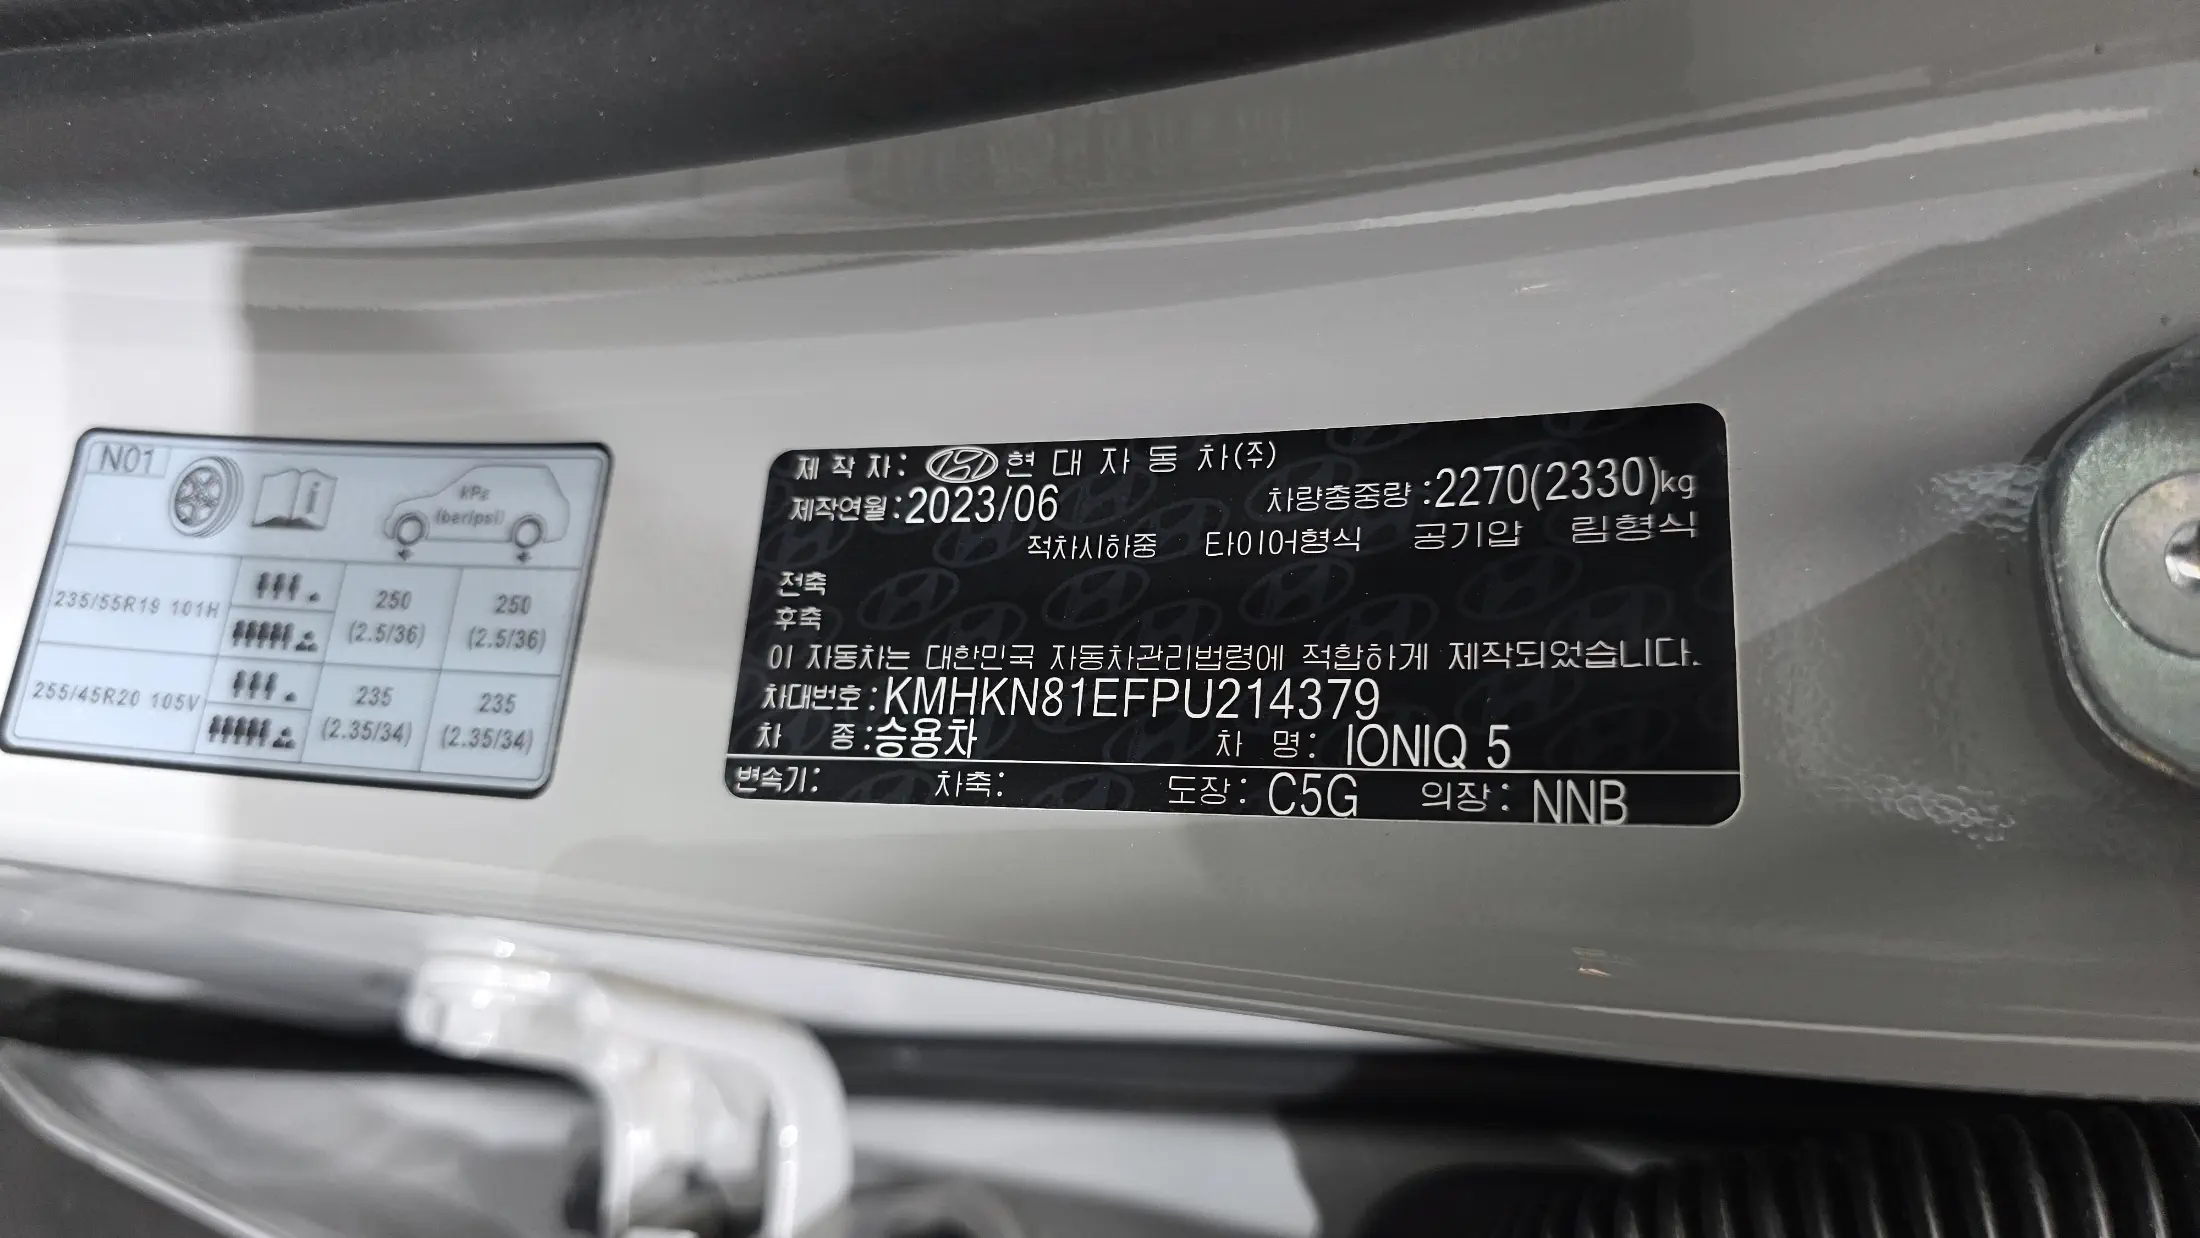 N01
kPa
(bar/psi)
235/55R19 101H
250
(2.5/36)
250
(2.5/36)
255/45R20 105V
235
(2.35/34)
235
(2.35/34)
제 작 자: 현 대 자 동 차(주)
제작연월:2023/06 차량총중량:2270(2330)kg
적차시하중 타이어형식 공기압 림형식
전축
후축
이 자동차는 대한민국 자동차관리법령에 적합하게 제작되었습니다.
차대번호:KMHKN81EFPU214379
차 종:승용차 차 명: IONIQ 5
변속기: 차축: 도장: C5G 의장: NNB